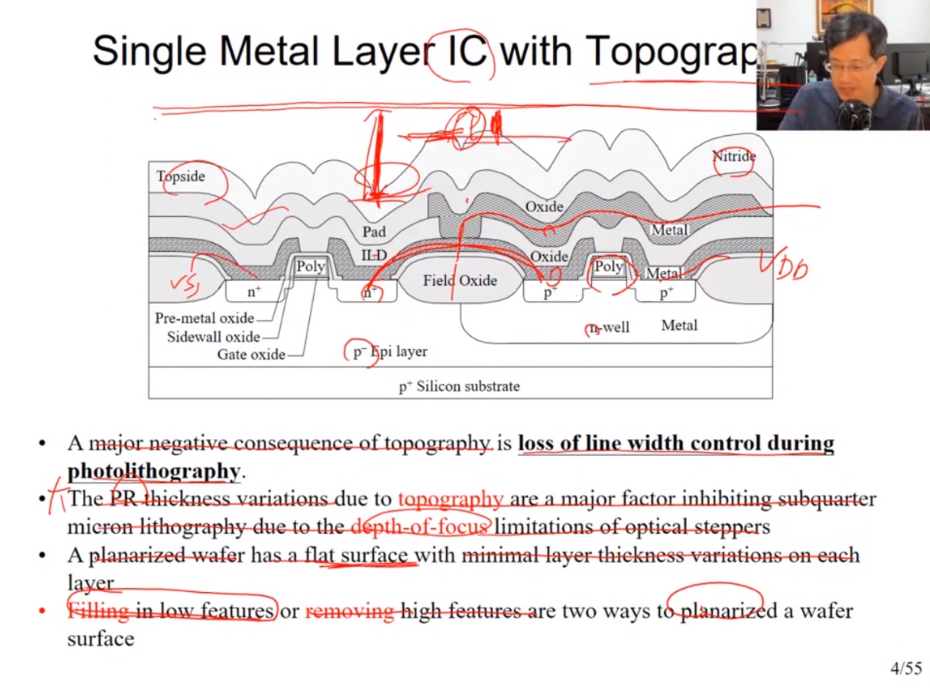 Single Metal Layer IC with Topograp
Topside
Nitride
Oxide
Pad
Metal
ILD
Oxide
Poly
Poly
Metal
VDD
VSS
Field Oxide
n+
n+
p+
p+
Pre-metal oxide
n-well
Metal
Sidewall oxide
Gate oxide
p− Epi layer
p+ Silicon substrate
• A major negative consequence of topography is loss of line width control during
photolithography.
• The PR thickness variations due to topography are a major factor inhibiting subquarter
micron lithography due to the depth-of-focus limitations of optical steppers
• A planarized wafer has a flat surface with minimal layer thickness variations on each
layer
• Filling in low features or removing high features are two ways to planarized a wafer
surface
4/55